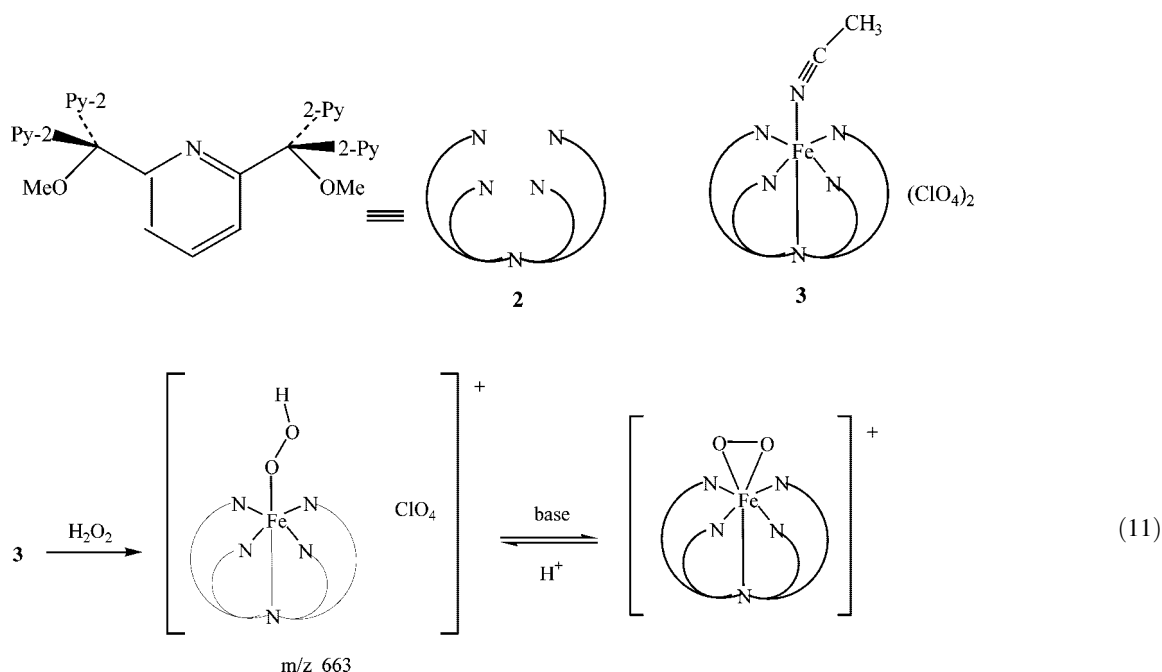 Py-2
Py-2
MeO
N
2-Py
2-Py
OMe
N
N
N
N
N
2
CH₃
C
N
N
N
Fe
N
N
N
(ClO₄)₂
3
3
H₂O₂
H
O
O
N
N
Fe
N
N
N
+
ClO₄
m/z 663
base
H⁺
O
O
N
N
Fe
N
N
N
+
(11)